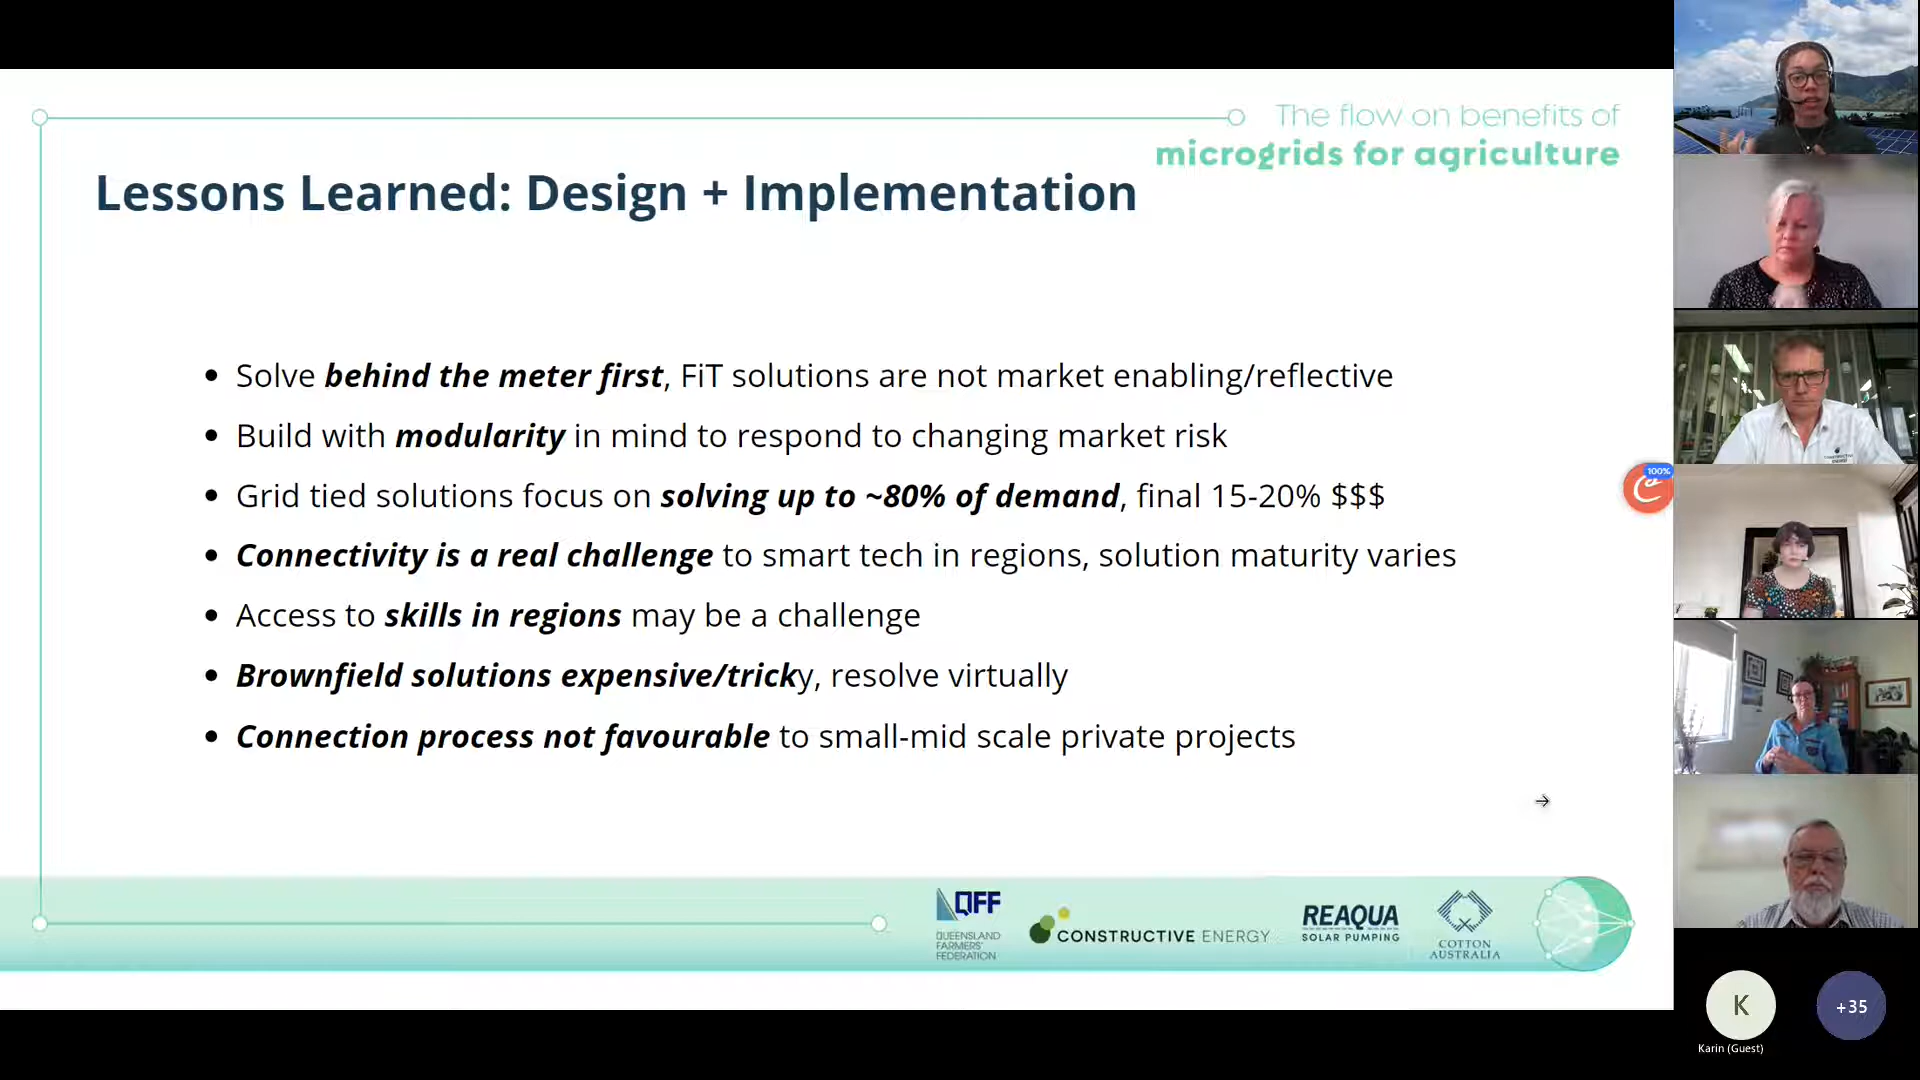 The flow on benefits of
microgrids for agriculture
Lessons Learned: Design + Implementation
• Solve behind the meter first, FiT solutions are not market enabling/reflective
• Build with modularity in mind to respond to changing market risk
• Grid tied solutions focus on solving up to ~80% of demand, final 15-20% $$$
• Connectivity is a real challenge to smart tech in regions, solution maturity varies
• Access to skills in regions may be a challenge
• Brownfield solutions expensive/tricky, resolve virtually
• Connection process not favourable to small-mid scale private projects
100%
QFF
QUEENSLAND
FARMERS'
FEDERATION
CONSTRUCTIVE ENERGY
REAQUA
SOLAR PUMPING
COTTON
AUSTRALIA
K
+35
Karin (Guest)